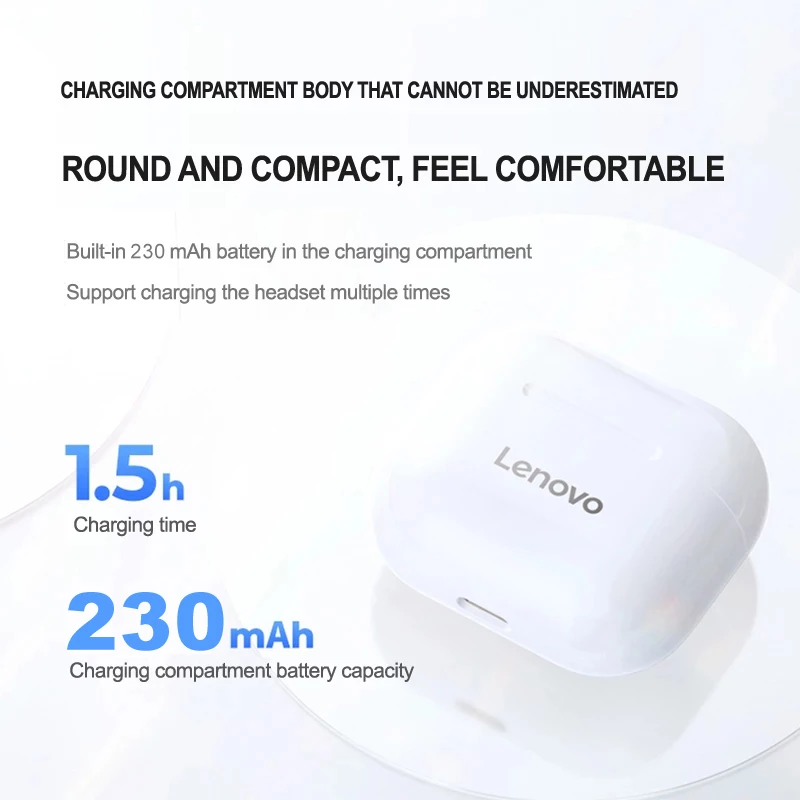 CHARGING COMPARTMENT BODY THAT CANNOT BE UNDERESTIMATED
ROUND AND COMPACT, FEEL COMFORTABLE
Built-in 230 mAh battery in the charging compartment
Support charging the headset multiple times
Lenovo
1.5h
Charging time
230mAh
Charging compartment battery capacity